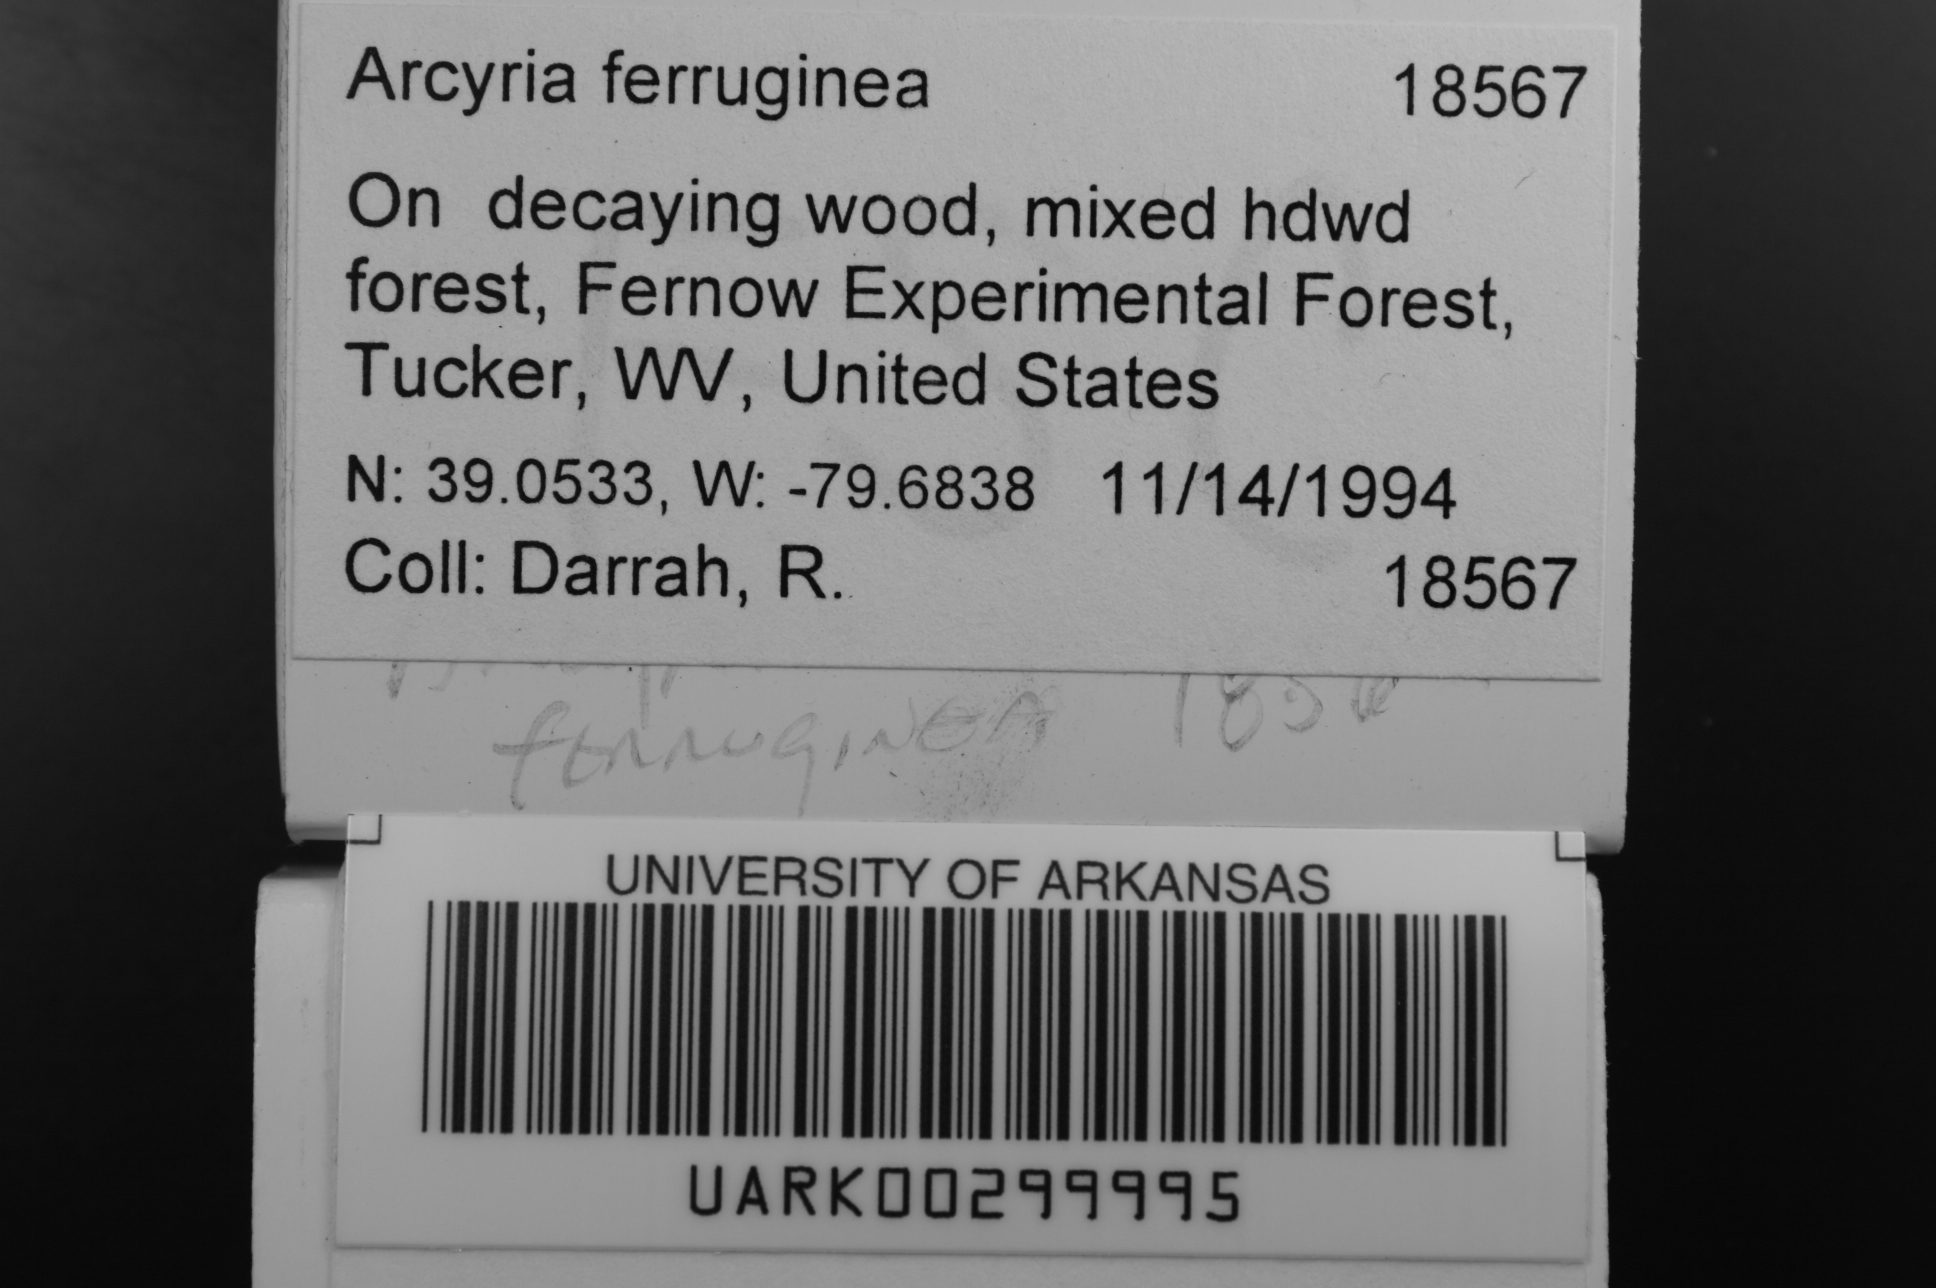 Arcyria ferruginea 18567
On decaying wood, mixed hdwd
forest, Fernow Experimental Forest,
Tucker, WV, United States
N: 39.0533, W: -79.6838 11/14/1994
Coll: Darrah, R. 18567
ferruginea
UNIVERSITY OF ARKANSAS
UARK00299995